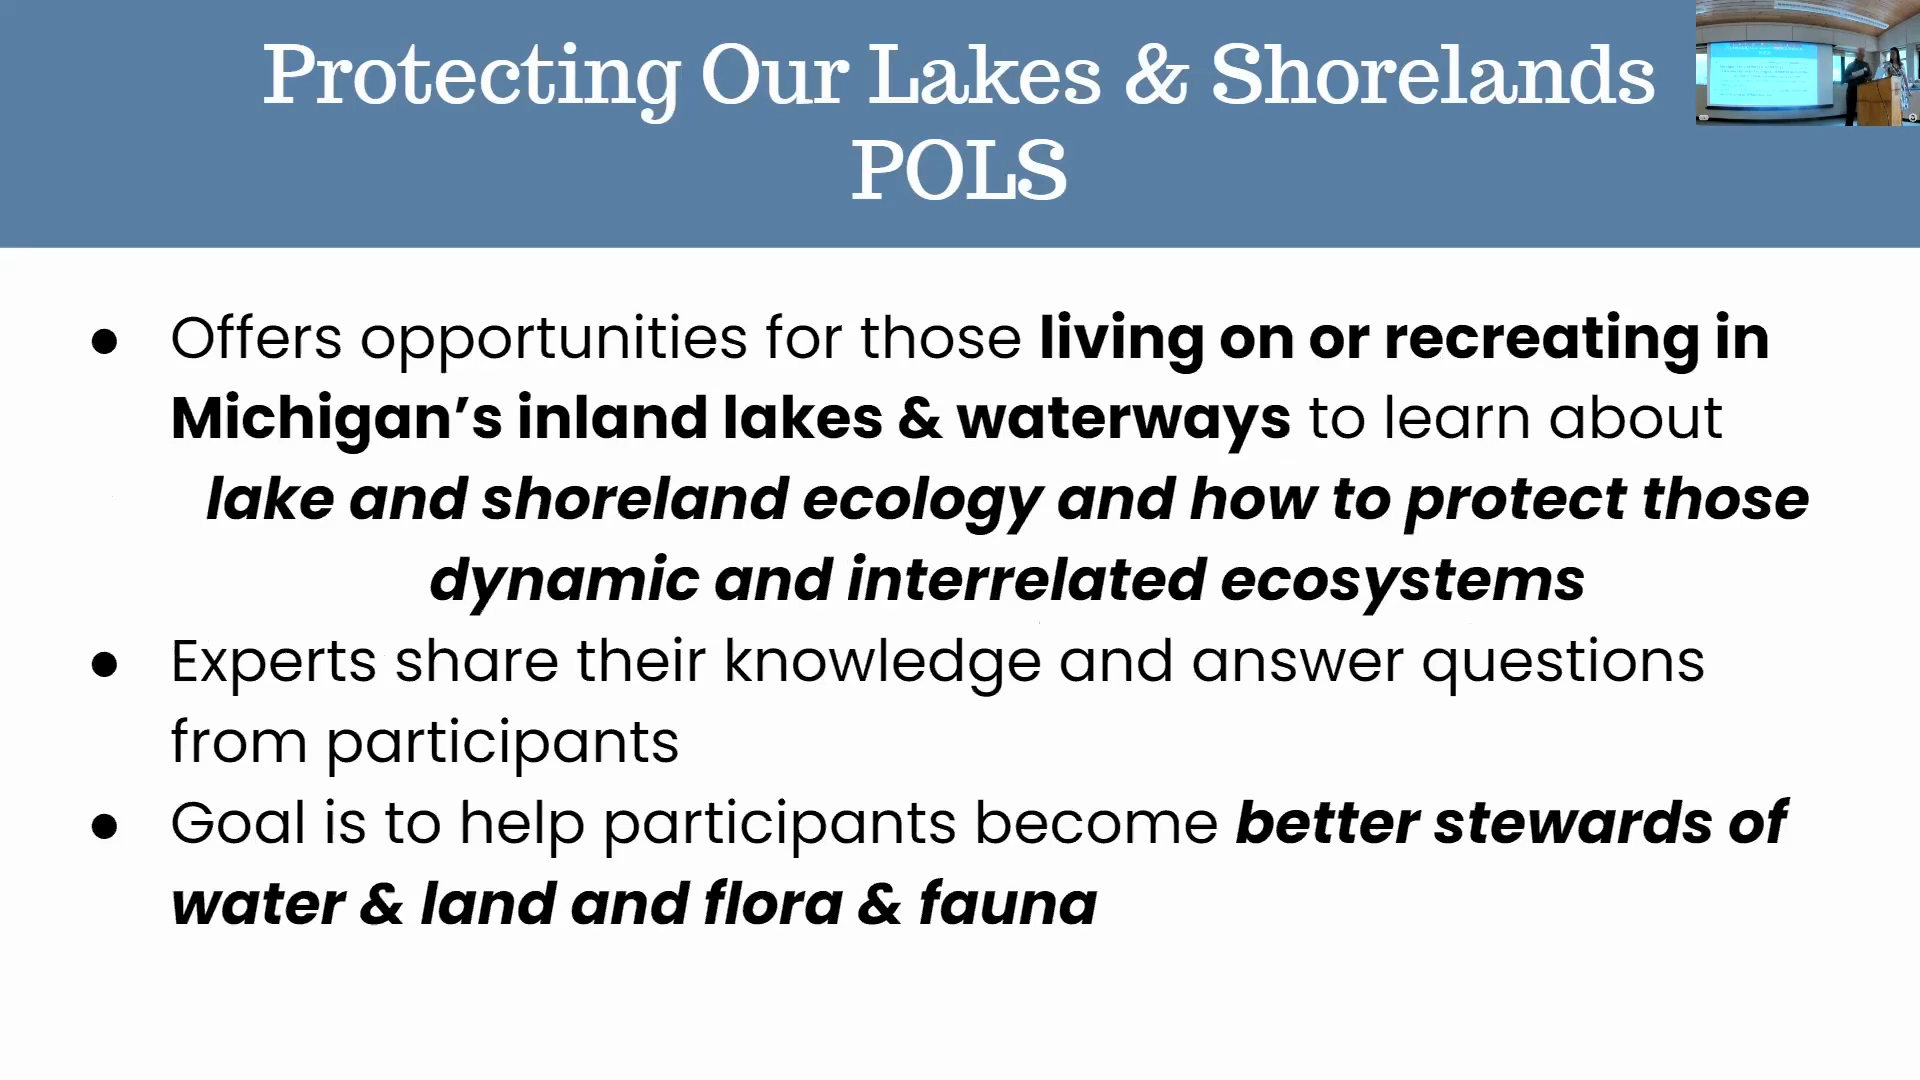 Protecting Our Lakes & Shorelands
POLS
● Offers opportunities for those living on or recreating in
Michigan’s inland lakes & waterways to learn about
lake and shoreland ecology and how to protect those
dynamic and interrelated ecosystems
● Experts share their knowledge and answer questions
from participants
● Goal is to help participants become better stewards of
water & land and flora & fauna